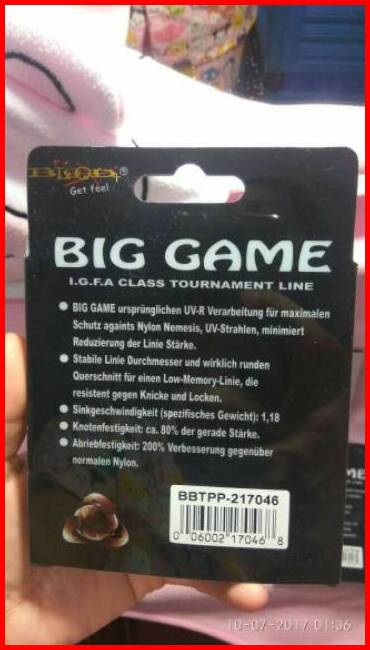 Get feel
BIG GAME
I.G.F.A CLASS TOURNAMENT LINE
BIG GAME ursprünglichen UV-R Verarbeitung für maximalen
Schutz againts Nylon Nemesis, UV-Strahlen, minimiert
Reduzierung der Linie Stärke.
Stabile Linie Durchmesser und wirklich runden
Querschnitt für einen Low-Memory-Linie, die
resistent gegen Knicke und Locken.
Sinkgeschwindigkeit (spezifisches Gewicht): 1,18
Knotenfestigkeit: ca. 80% der gerade Stärke.
Abriebfestigkeit: 200% Verbesserung gegenüber
normalen Nylon.
BBTPP-217046
0 06002 17046 8
10-07-2017 01:36